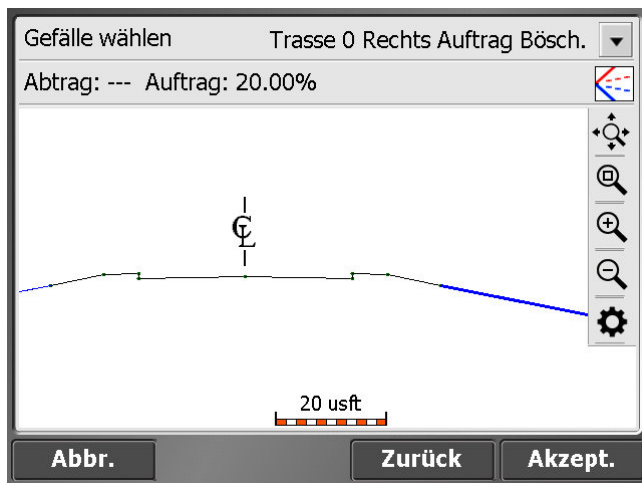 Gefälle wählen Trasse 0 Rechts Auftrag Bösch.
Abtrag: --- Auftrag: 20.00%
CL
20 usft
Abbr. Zurück Akzept.